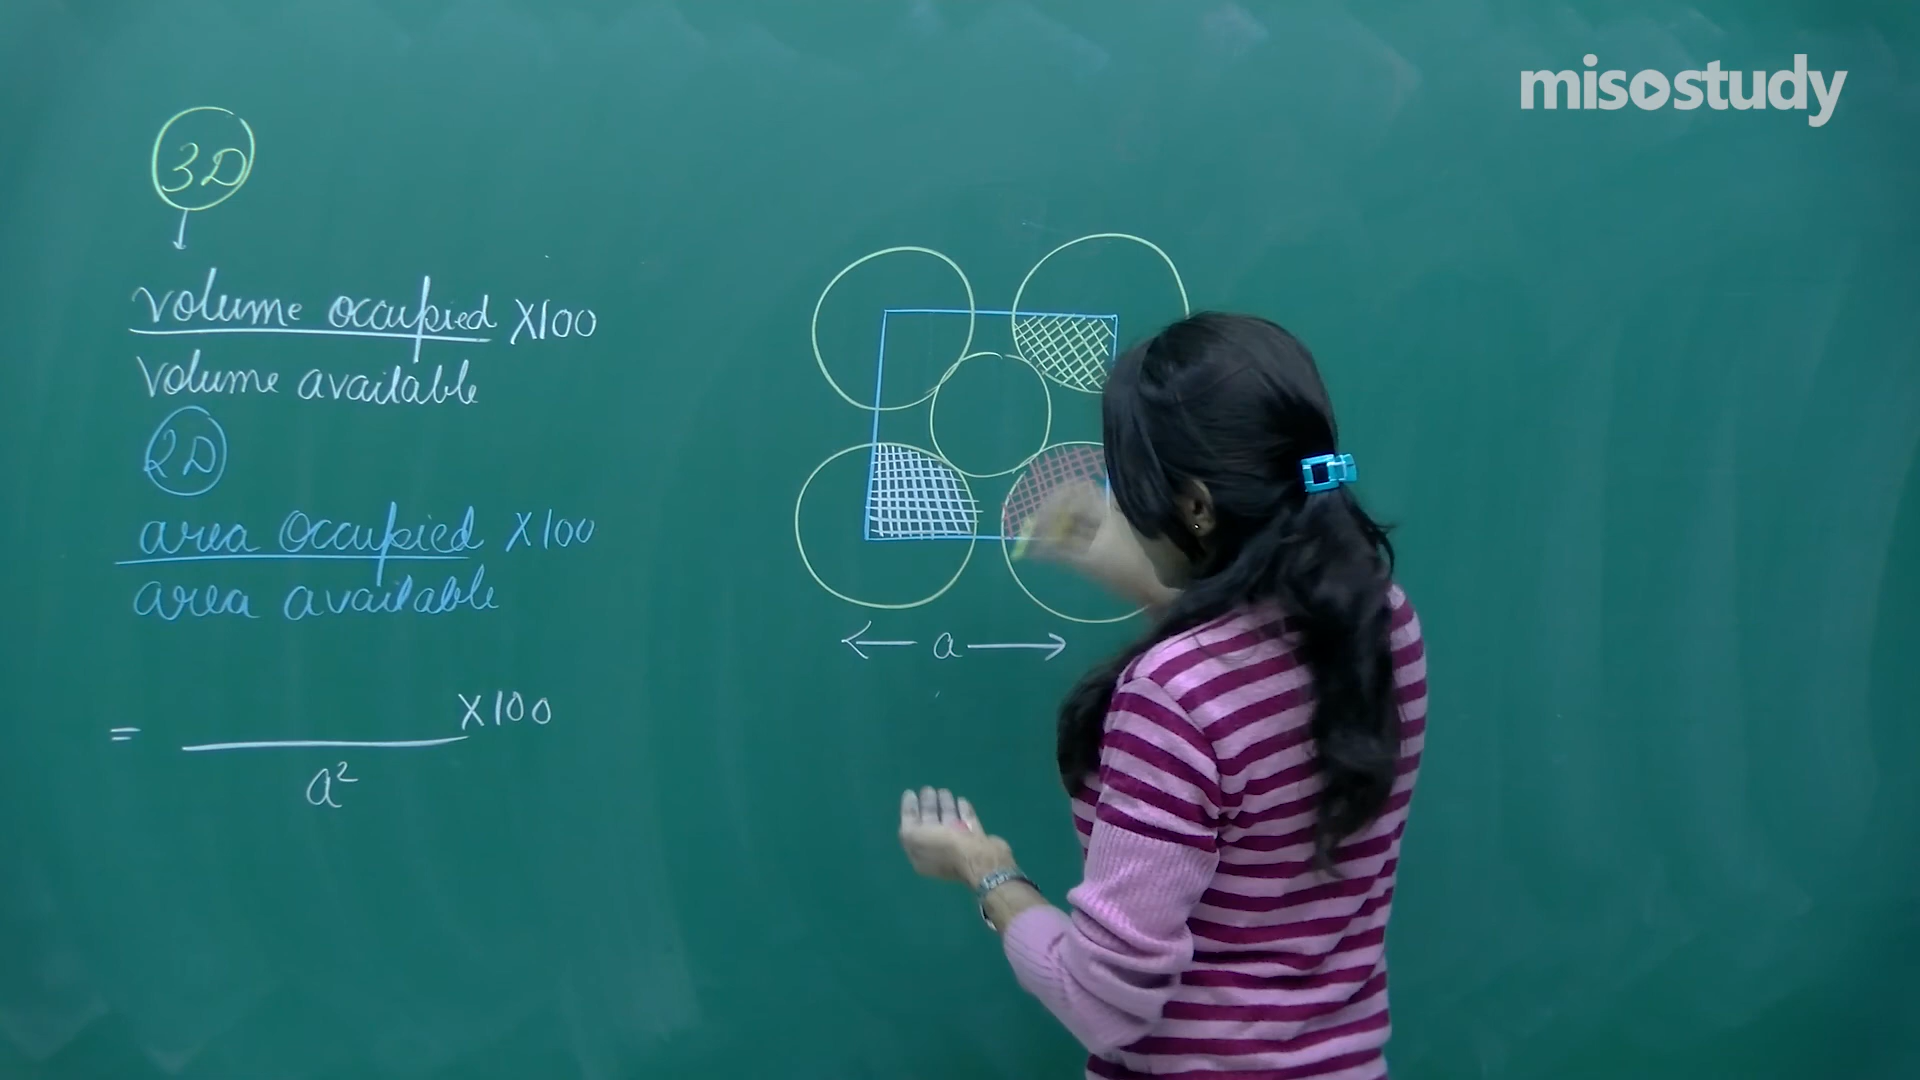 misostudy
3D
volume occupied X100
volume available
2D
area occupied X100
area available
a
= X100
a²